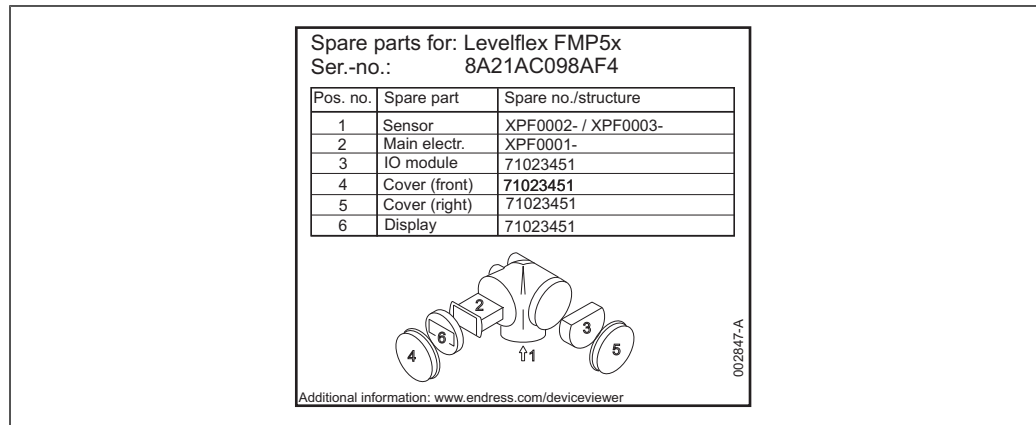 Spare parts for: Levelflex FMP5x
Ser.-no.: 8A21AC098AF4
Pos. no. Spare part Spare no./structure
1 Sensor XPF0002- / XPF0003-
2 Main electr. XPF0001-
3 IO module 71023451
4 Cover (front) 71023451
5 Cover (right) 71023451
6 Display 71023451
2
6
3
4
1
5
002847-A
Additional information: www.endress.com/deviceviewer